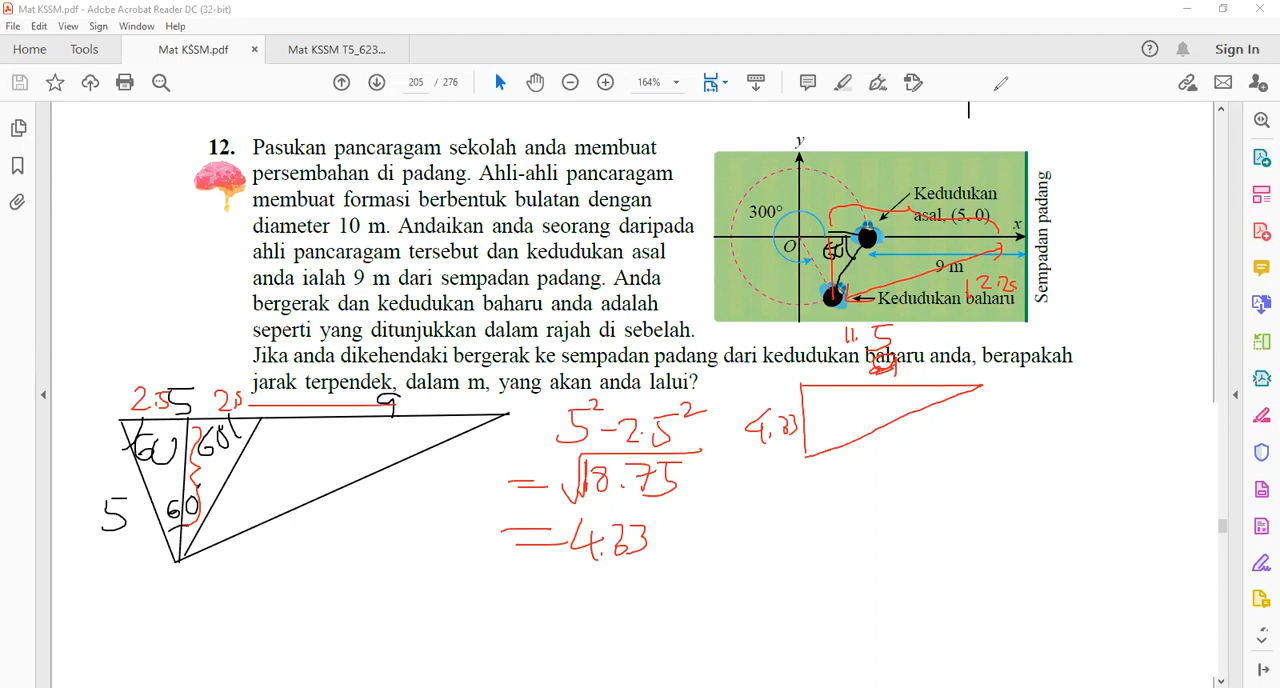 Mat KSSM.pdf - Adobe Acrobat Reader DC (32-bit)
File Edit View Sign Window Help
Home Tools Mat KSSM.pdf × Mat KSSM T5_623... Sign In
205 / 276 164%
12. Pasukan pancaragam sekolah anda membuat
persembahan di padang. Ahli-ahli pancaragam
membuat formasi berbentuk bulatan dengan
diameter 10 m. Andaikan anda seorang daripada
ahli pancaragam tersebut dan kedudukan asal
anda ialah 9 m dari sempadan padang. Anda
bergerak dan kedudukan baharu anda adalah
seperti yang ditunjukkan dalam rajah di sebelah.
Jika anda dikehendaki bergerak ke sempadan padang dari kedudukan baharu anda, berapakah
jarak terpendek, dalam m, yang akan anda lalui?
y
300°
Kedudukan
asal, (5, 0)
x
O
60
9 m
2.25
Kedudukan baharu
Sempadan padang
11.5
2.5 5 2.5 9
60 60
5
60
5² - 2.5²
= √18.75
= 4.33
4.33